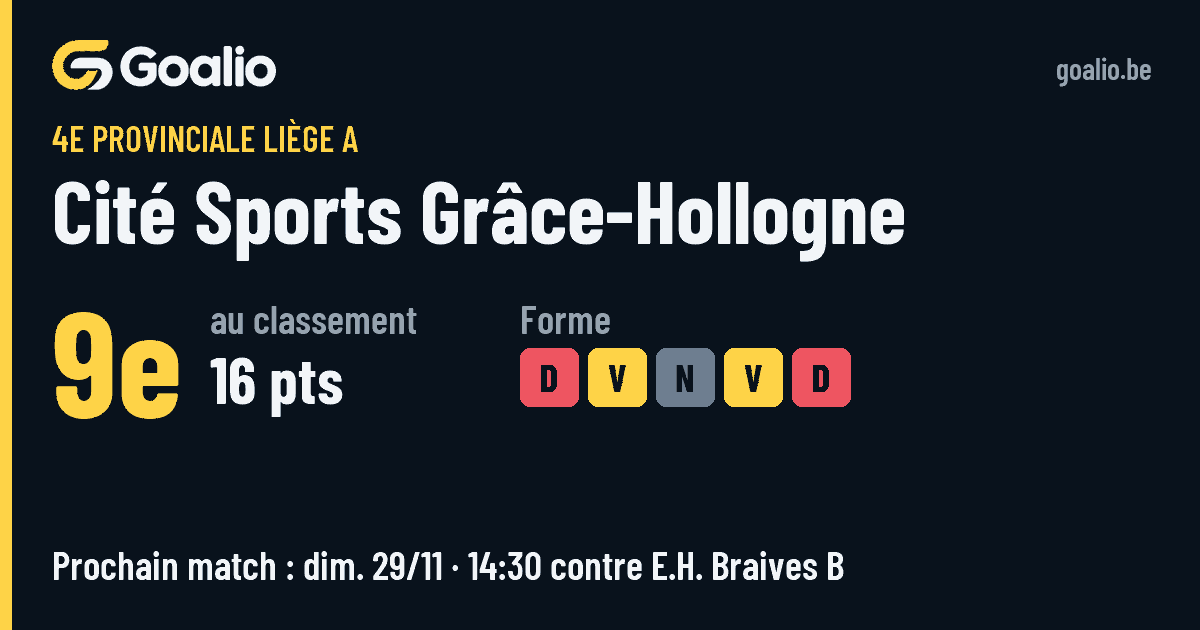 Goalio
goalio.be
4E PROVINCIALE LIÈGE A
Cité Sports Grâce-Hollogne
9e
au classement
16 pts
Forme
D V N V D
Prochain match : dim. 29/11 · 14:30 contre E.H. Braives B